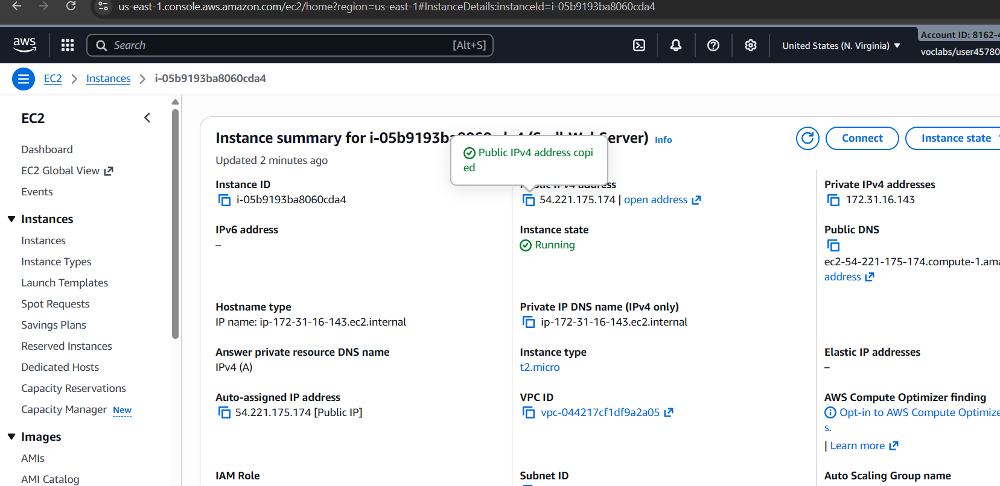 us-east-1.console.aws.amazon.com/ec2/home?region=us-east-1#InstanceDetails:instanceId=i-05b9193ba8060cda4
aws
Search
[Alt+S]
United States (N. Virginia)
Account ID: 8162-4
voclabs/user45780
EC2
Instances
i-05b9193ba8060cda4
EC2
Dashboard
EC2 Global View
Events
Instances
Instances
Instance Types
Launch Templates
Spot Requests
Savings Plans
Reserved Instances
Dedicated Hosts
Capacity Reservations
Capacity Manager New
Images
AMIs
AMI Catalog
Instance summary for i-05b9193ba erver) Info
Updated 2 minutes ago
Connect
Instance state
Public IPv4 address copi
ed
Instance ID
i-05b9193ba8060cda4
Public IPv4 address
54.221.175.174 | open address
Private IPv4 addresses
172.31.16.143
IPv6 address
–
Instance state
Running
Public DNS
ec2-54-221-175-174.compute-1.ama
address
Hostname type
IP name: ip-172-31-16-143.ec2.internal
Private IP DNS name (IPv4 only)
ip-172-31-16-143.ec2.internal
Answer private resource DNS name
IPv4 (A)
Instance type
t2.micro
Elastic IP addresses
–
Auto-assigned IP address
54.221.175.174 [Public IP]
VPC ID
vpc-044217cf1df9a2a05
AWS Compute Optimizer finding
Opt-in to AWS Compute Optimize
s.
| Learn more
IAM Role
Subnet ID
Auto Scaling Group name